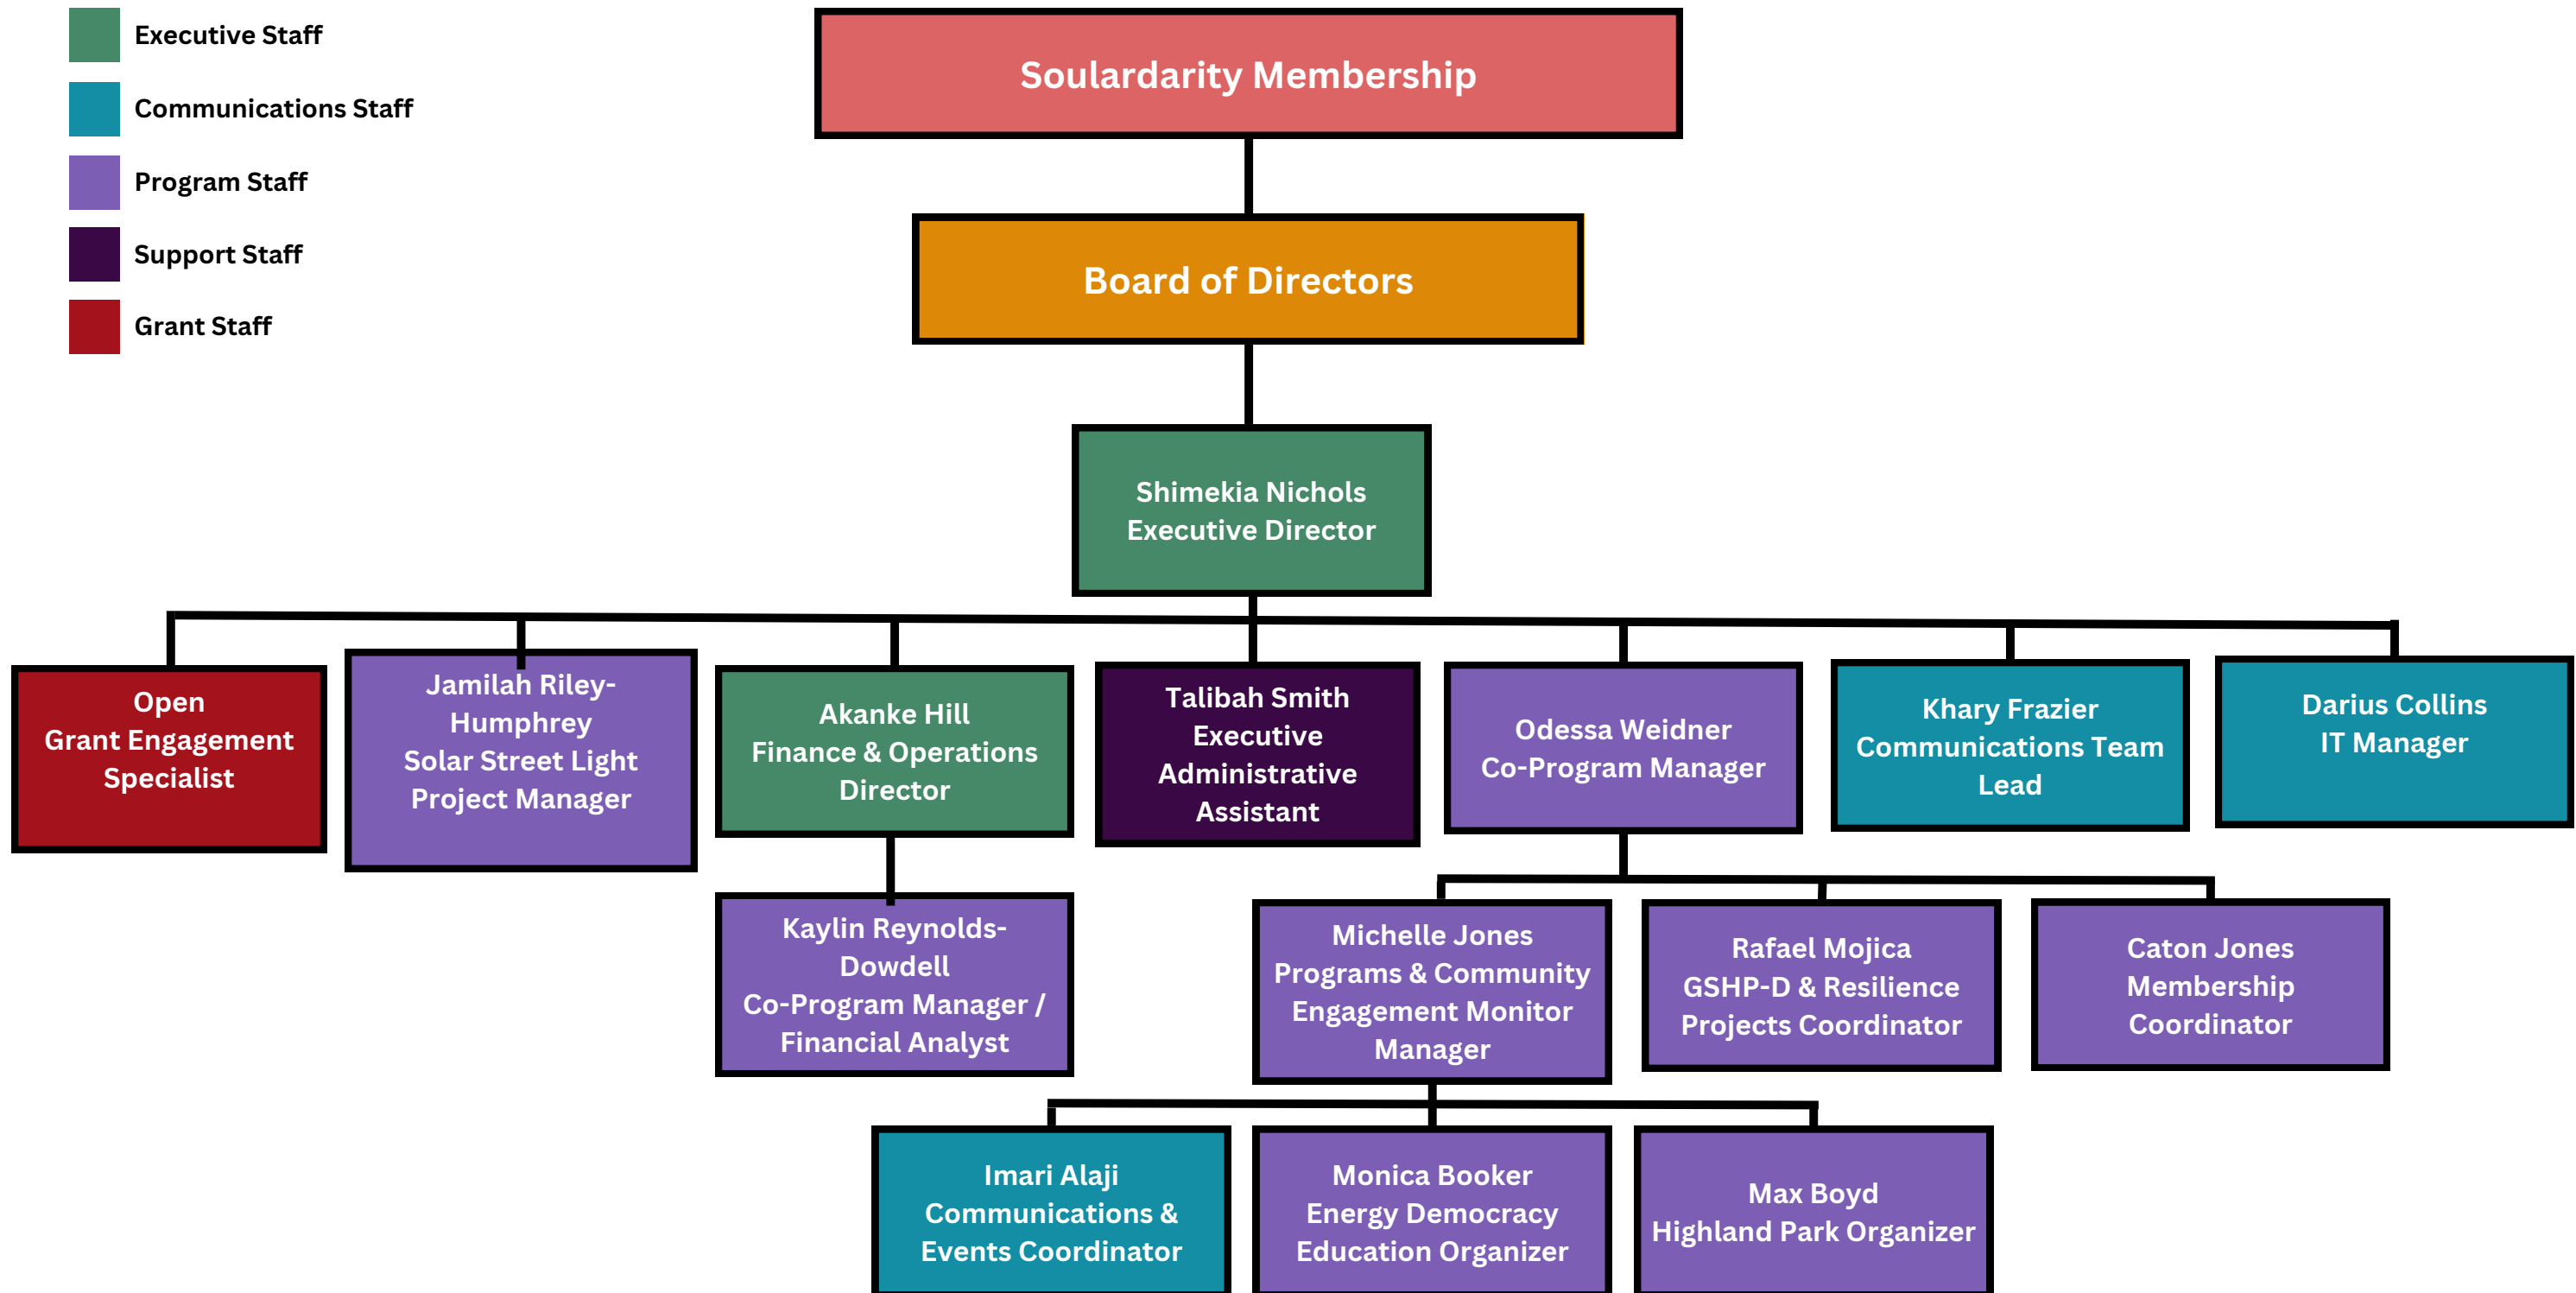 Executive Staff
Communications Staff
Program Staff
Support Staff
Grant Staff
Soulardarity Membership
Board of Directors
Shimekia Nichols
Executive Director
Open
Grant Engagement
Specialist
Jamilah Riley-
Humphrey
Solar Street Light
Project Manager
Akanke Hill
Finance & Operations
Director
Talibah Smith
Executive
Administrative
Assistant
Odessa Weidner
Co-Program Manager
Khary Frazier
Communications Team
Lead
Darius Collins
IT Manager
Kaylin Reynolds-
Dowdell
Co-Program Manager /
Financial Analyst
Michelle Jones
Programs & Community
Engagement Monitor
Manager
Rafael Mojica
GSHP-D & Resilience
Projects Coordinator
Caton Jones
Membership
Coordinator
Imari Alaji
Communications &
Events Coordinator
Monica Booker
Energy Democracy
Education Organizer
Max Boyd
Highland Park Organizer